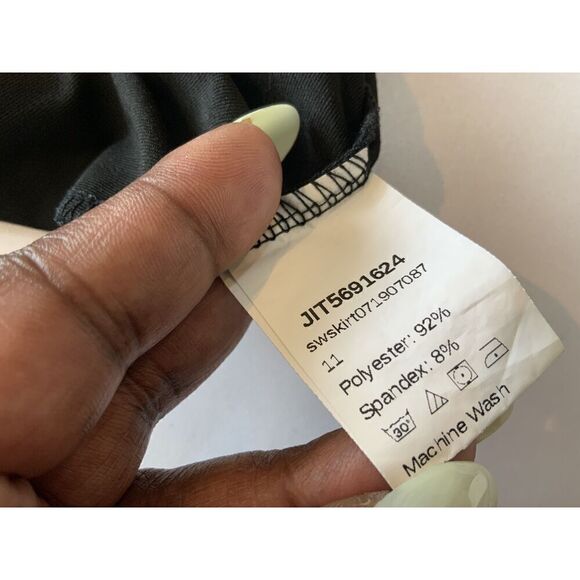 JIT5691624
swskirt071907087
11
Polyester: 92%
Spandex: 8%
30°
Machine Wash